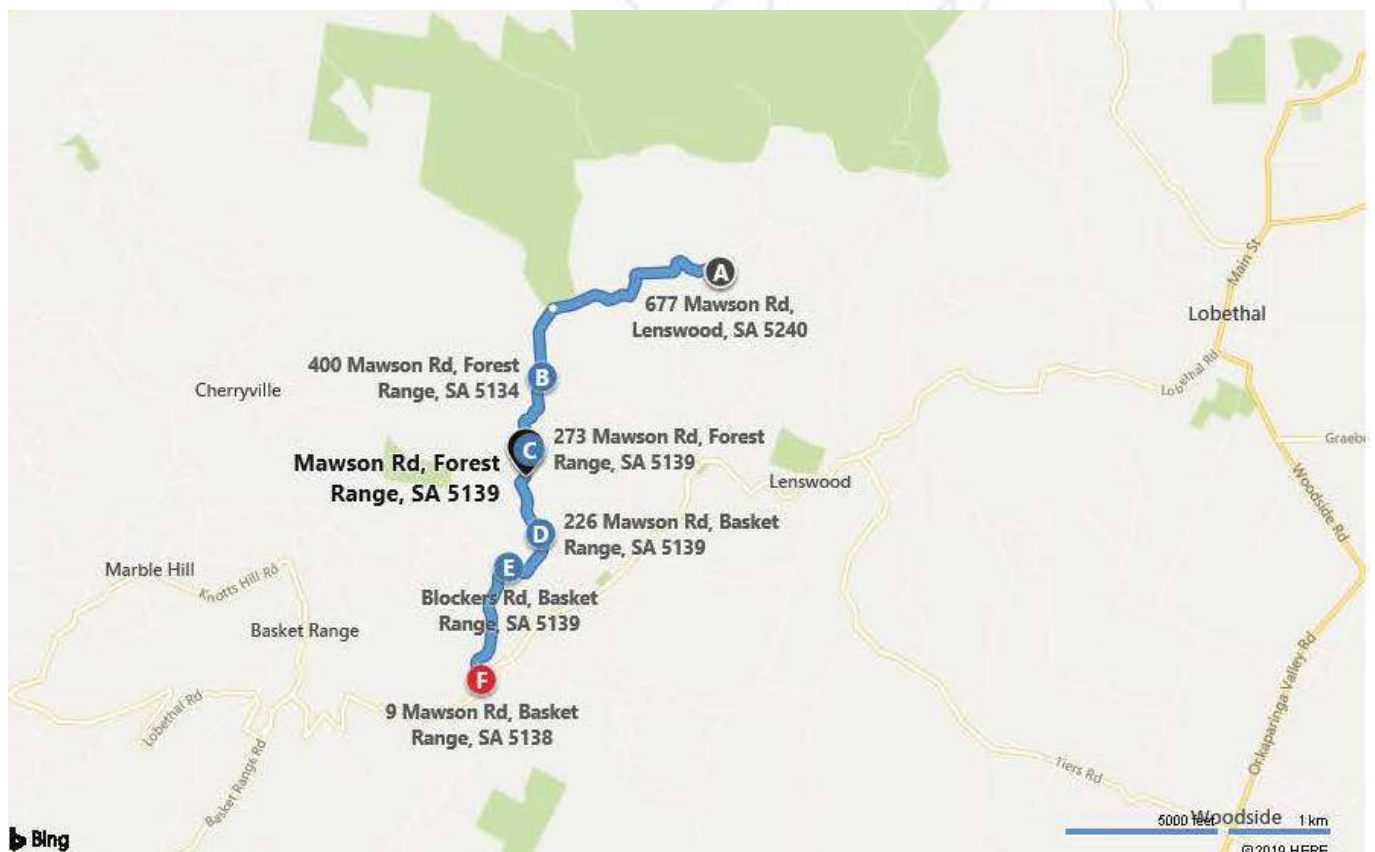 A
677 Mawson Rd,
Lenswood, SA 5240
Main St
Lobethal
400 Mawson Rd, Forest
Range, SA 5134
B
Lobethal Rd
Cherryville
273 Mawson Rd, Forest
Range, SA 5139
C
Mawson Rd, Forest
Range, SA 5139
Lenswood
Graeb
Woodside Rd
226 Mawson Rd, Basket
Range, SA 5139
D
E
Marble Hill
Knotts Hill Rd
Blockers Rd, Basket
Range, SA 5139
Basket Range
Onkaparinga Valley Rd
F
Lobethal Rd
9 Mawson Rd, Basket
Range, SA 5138
Basket Range Rd
Tiers Rd
Woodside
5000 feet
1 km
Bing
©2019 HERE